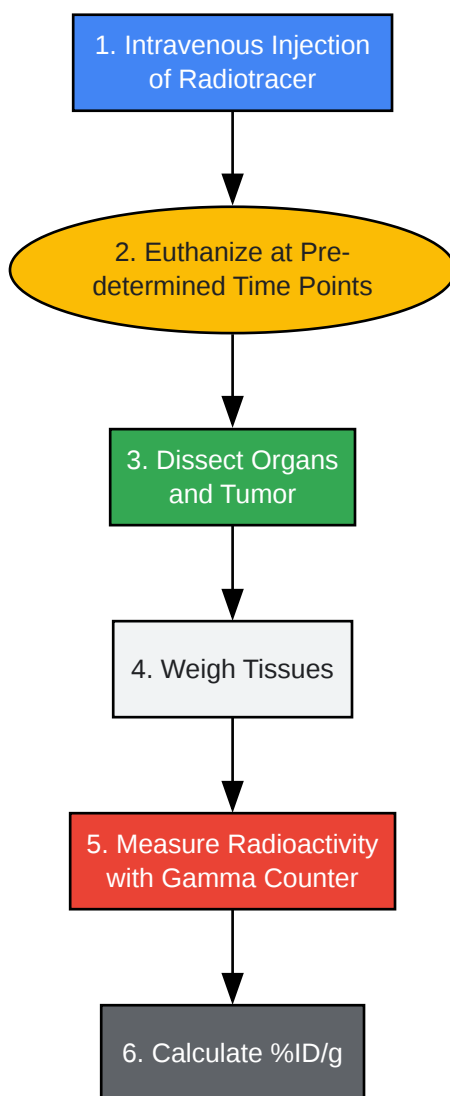 1. Intravenous Injection
of Radiotracer
2. Euthanize at Pre-
determined Time Points
3. Dissect Organs
and Tumor
4. Weigh Tissues
5. Measure Radioactivity
with Gamma Counter
6. Calculate %ID/g